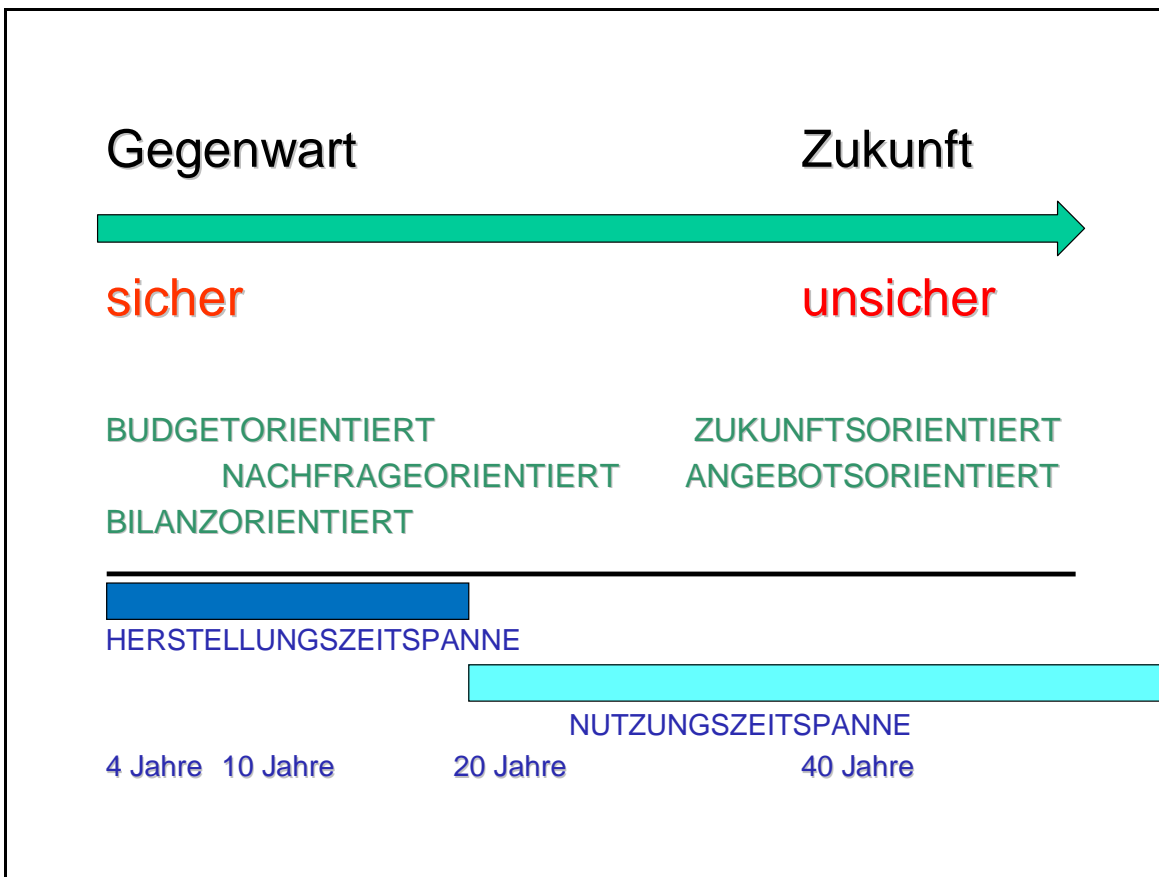 Gegenwart Zukunft
sicher unsicher
BUDGETORIENTIERT ZUKUNFTSORIENTIERT
NACHFRAGEORIENTIERT ANGEBOTSORIENTIERT
BILANZORIENTIERT
HERSTELLUNGSZEITSPANNE
NUTZUNGSZEITSPANNE
4 Jahre 10 Jahre 20 Jahre 40 Jahre